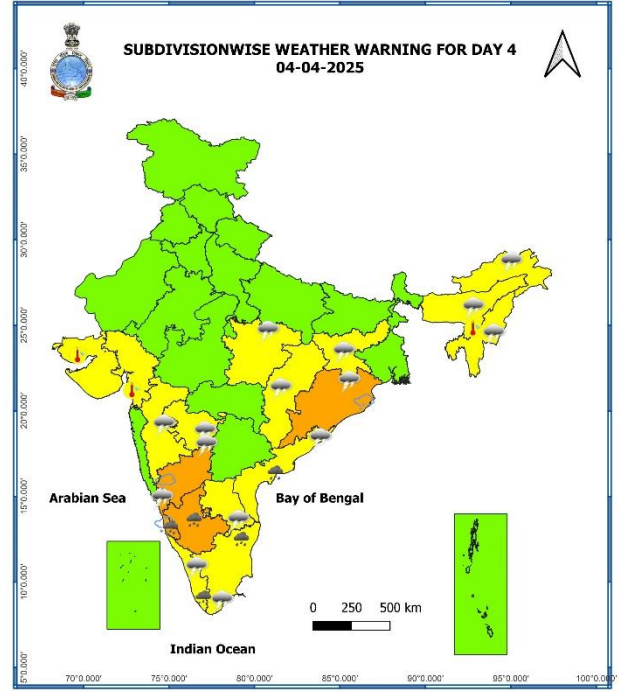 SUBDIVISIONWISE WEATHER WARNING FOR DAY 4
04-04-2025
40°0.000'
35°0.000'
30°0.000'
25°0.000'
20°0.000'
15°0.000'
10°0.000'
5°0.000'
Arabian Sea
Bay of Bengal
0 250 500 km
Indian Ocean
70°0.000' 75°0.000' 80°0.000' 85°0.000' 90°0.000' 95°0.000' 100°0.000'